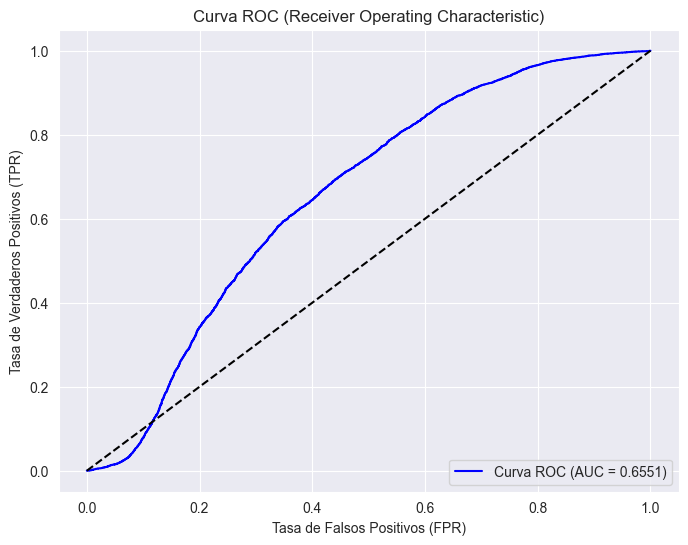 Curva ROC (Receiver Operating Characteristic)
Tasa de Verdaderos Positivos (TPR)
1.0
0.8
0.6
0.4
0.2
0.0
Curva ROC (AUC = 0.6551)
0.0 0.2 0.4 0.6 0.8 1.0
Tasa de Falsos Positivos (FPR)